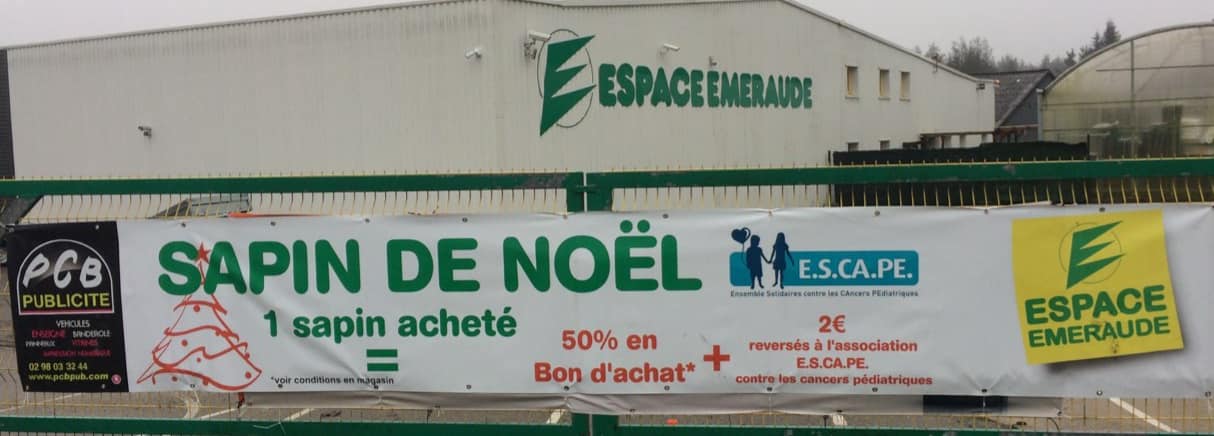 ESPACE EMERAUDE
PCB
PUBLICITE
VEHICULES
ENSEIGNE BANDEROLE
PANNEAUX VITRINES
IMPRESSION NUMERIQUE
02 98 03 32 44
www.pcbpub.com
SAPIN DE NOËL
1 sapin acheté
=
*voir conditions en magasin
50% en
Bon d'achat*
+
E.S.CA.PE.
Ensemble Solidaires contre les CAncers PEdiatriques
2€
reversés à l'association
E.S.CA.PE.
contre les cancers pédiatriques
ESPACE
EMERAUDE